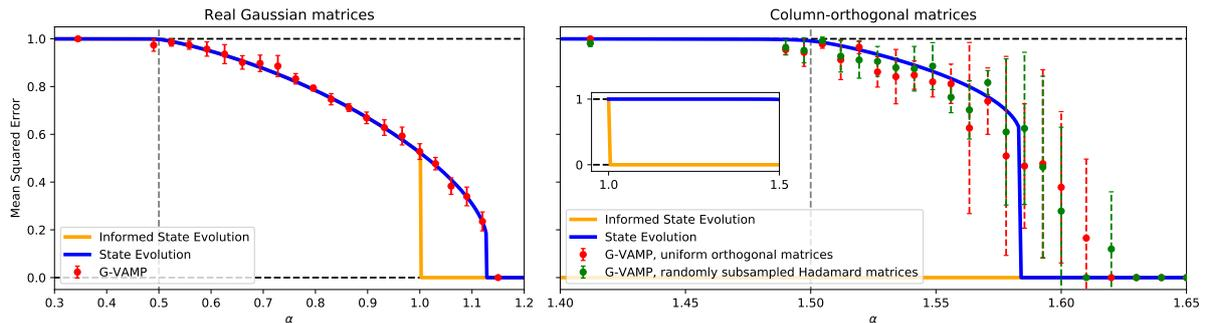 Real Gaussian matrices
Mean Squared Error
1.0
0.8
0.6
0.4
0.2
0.0
Informed State Evolution
State Evolution
G-VAMP
0.3 0.4 0.5 0.6 0.7 0.8 0.9 1.0 1.1 1.2
α
Column-orthogonal matrices
1
0
1.0 1.5
Informed State Evolution
State Evolution
G-VAMP, uniform orthogonal matrices
G-VAMP, randomly subsampled Hadamard matrices
1.40 1.45 1.50 1.55 1.60 1.65
α